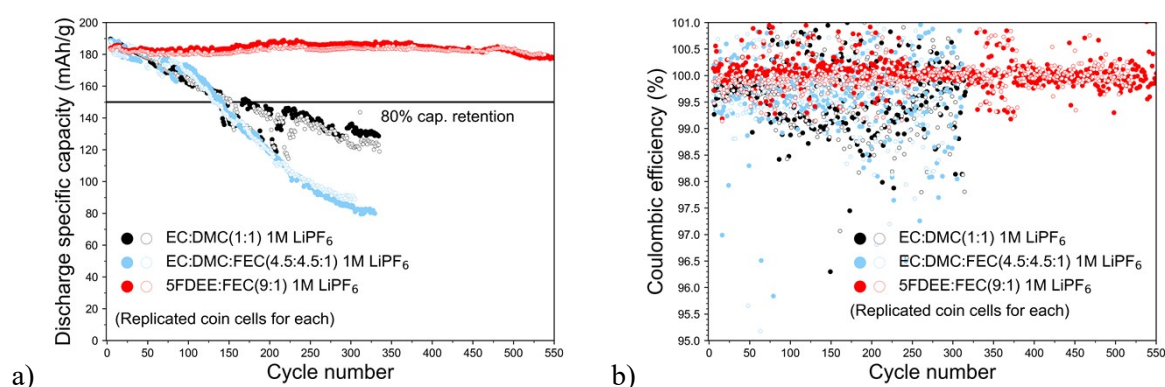 Discharge specific capacity (mAh/g)
200
180
160
140
120
100
80
60
40
20
0
80% cap. retention
EC:DMC(1:1) 1M LiPF6
EC:DMC:FEC(4.5:4.5:1) 1M LiPF6
5FDEE:FEC(9:1) 1M LiPF6
(Replicated coin cells for each)
0 50 100 150 200 250 300 350 400 450 500 550
Cycle number
a)
Coulombic efficiency (%)
101.0
100.5
100.0
99.5
99.0
98.5
98.0
97.5
97.0
96.5
96.0
95.5
95.0
EC:DMC(1:1) 1M LiPF6
EC:DMC:FEC(4.5:4.5:1) 1M LiPF6
5FDEE:FEC(9:1) 1M LiPF6
(Replicated coin cells for each)
0 50 100 150 200 250 300 350 400 450 500 550
Cycle number
b)